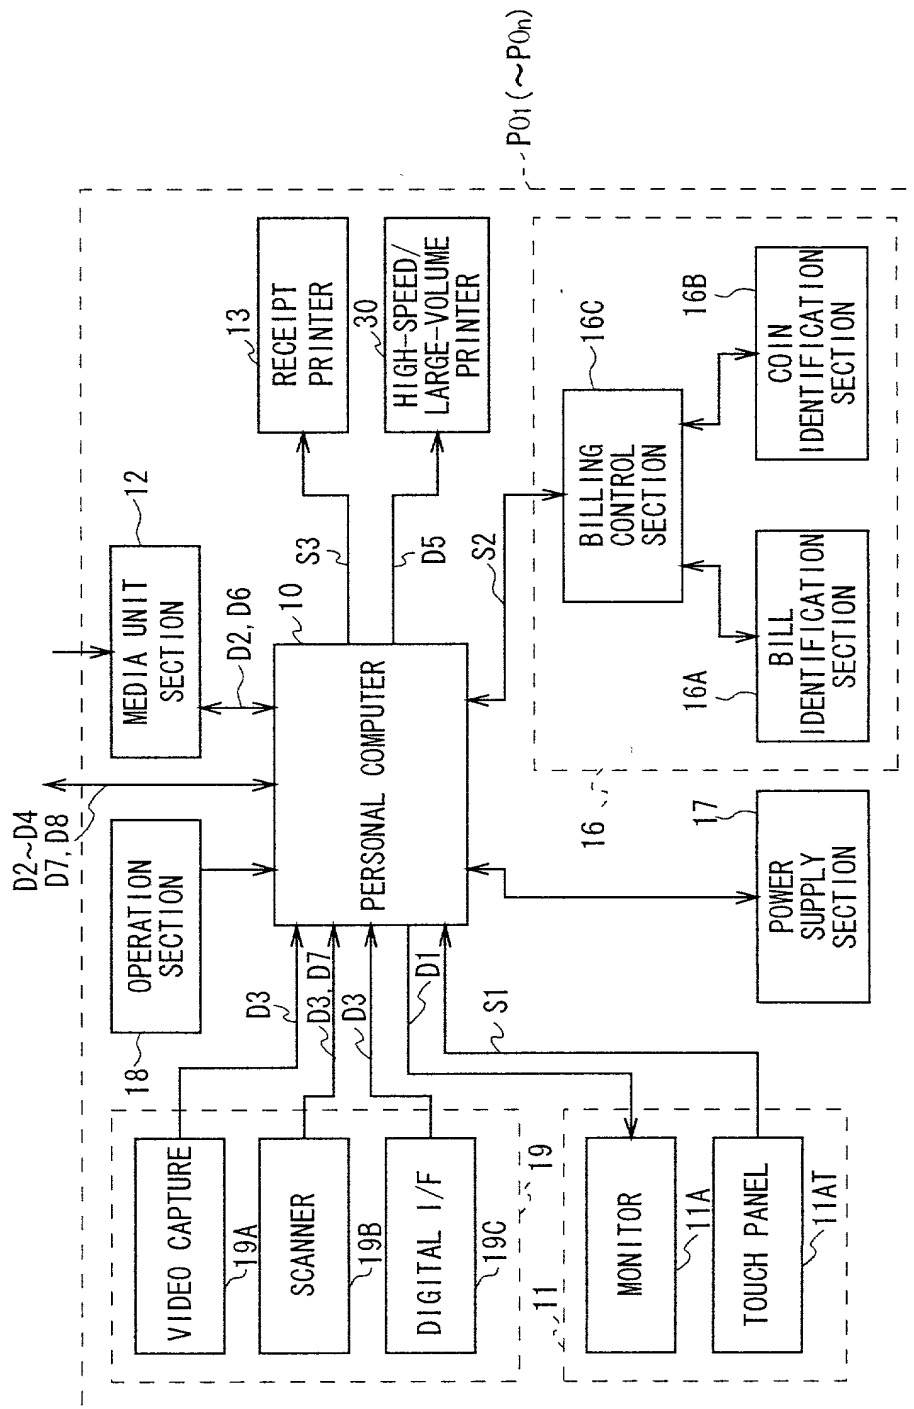 VIDEO CAPTURE
19A
SCANNER
19B
DIGITAL I/F
19C
19
11
MONITOR
11A
TOUCH PANEL
11AT
18
OPERATION
SECTION
D2~D4
D7, D8
D3
D3, D7
D3
D1
S1
12
MEDIA UNIT
SECTION
D2, D6
10
PERSONAL COMPUTER
S3
D5
S2
13
RECEIPT
PRINTER
30
HIGH-SPEED/
LARGE-VOLUME
PRINTER
17
POWER
SUPPLY
SECTION
16
16C
BILLING
CONTROL
SECTION
16A
BILL
IDENTIFICATION
SECTION
16B
COIN
IDENTIFICATION
SECTION
PO1(~POn)